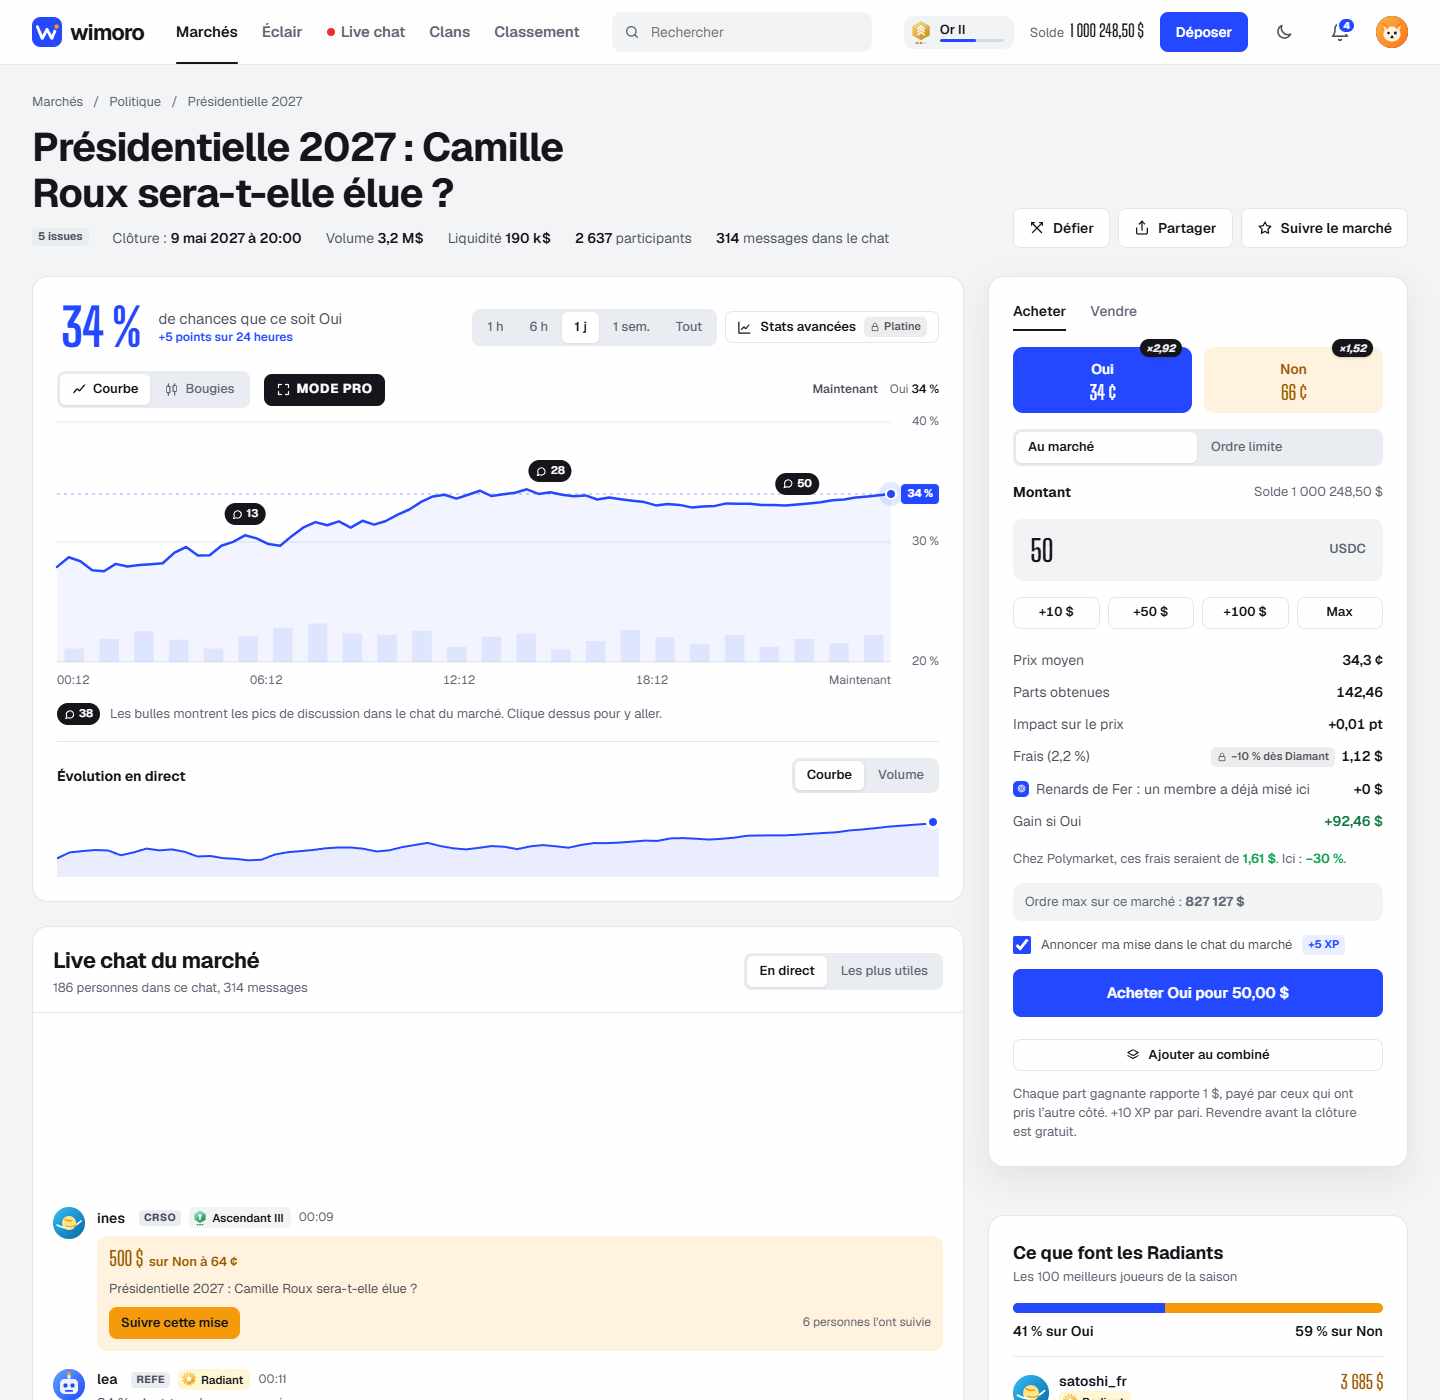 wimoro
Marchés
Éclair
Live chat
Clans
Classement
Rechercher
Or II
Solde 1 000 248,50 $
Déposer
4
Marchés / Politique / Présidentielle 2027
Présidentielle 2027 : Camille
Roux sera-t-elle élue ?
5 issues
Clôture : 9 mai 2027 à 20:00
Volume 3,2 M$
Liquidité 190 k$
2 637 participants
314 messages dans le chat
Défier
Partager
Suivre le marché
34 %
de chances que ce soit Oui
+5 points sur 24 heures
1 h
6 h
1 j
1 sem.
Tout
Stats avancées
Platine
Courbe
Bougies
MODE PRO
Maintenant Oui 34 %
40 %
28
50
34 %
13
30 %
20 %
00:12
06:12
12:12
18:12
Maintenant
38
Les bulles montrent les pics de discussion dans le chat du marché. Clique dessus pour y aller.
Évolution en direct
Courbe
Volume
Live chat du marché
186 personnes dans ce chat, 314 messages
En direct
Les plus utiles
ines
CRSO
Ascendant III
00:09
500 $ sur Non à 64 ¢
Présidentielle 2027 : Camille Roux sera-t-elle élue ?
Suivre cette mise
6 personnes l'ont suivie
lea
REFE
Radiant
00:11
Acheter
Vendre
×2,92
Oui
34 ¢
×1,52
Non
66 ¢
Au marché
Ordre limite
Montant
Solde 1 000 248,50 $
50
USDC
+10 $
+50 $
+100 $
Max
Prix moyen
34,3 ¢
Parts obtenues
142,46
Impact sur le prix
+0,01 pt
Frais (2,2 %)
−10 % dès Diamant
1,12 $
Renards de Fer : un membre a déjà misé ici
+0 $
Gain si Oui
+92,46 $
Chez Polymarket, ces frais seraient de 1,61 $. Ici : −30 %.
Ordre max sur ce marché : 827 127 $
Annoncer ma mise dans le chat du marché
+5 XP
Acheter Oui pour 50,00 $
Ajouter au combiné
Chaque part gagnante rapporte 1 $, payé par ceux qui ont
pris l'autre côté. +10 XP par pari. Revendre avant la clôture
est gratuit.
Ce que font les Radiants
Les 100 meilleurs joueurs de la saison
41 % sur Oui
59 % sur Non
satoshi_fr
3 685 $